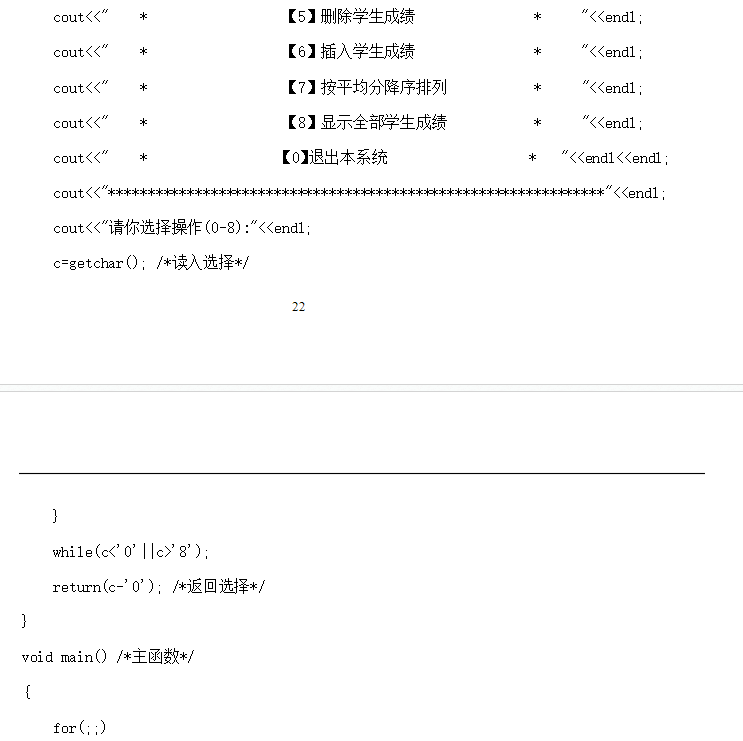 cout<<"    *                  【5】删除学生成绩               *     "<<endl;
cout<<"    *                  【6】插入学生成绩               *     "<<endl;
cout<<"    *                  【7】按平均分降序排列           *     "<<endl;
cout<<"    *                  【8】显示全部学生成绩           *     "<<endl;
cout<<"    *                 【0】退出本系统                  *   "<<endl<<endl;
cout<<"***************************************************************"<<endl;
cout<<"请你选择操作(0-8):"<<endl;
c=getchar(); /*读入选择*/
22
}
while(c<'0'||c>'8');
return(c-'0'); /*返回选择*/
}
void main() /*主函数*/
{
for(;;)